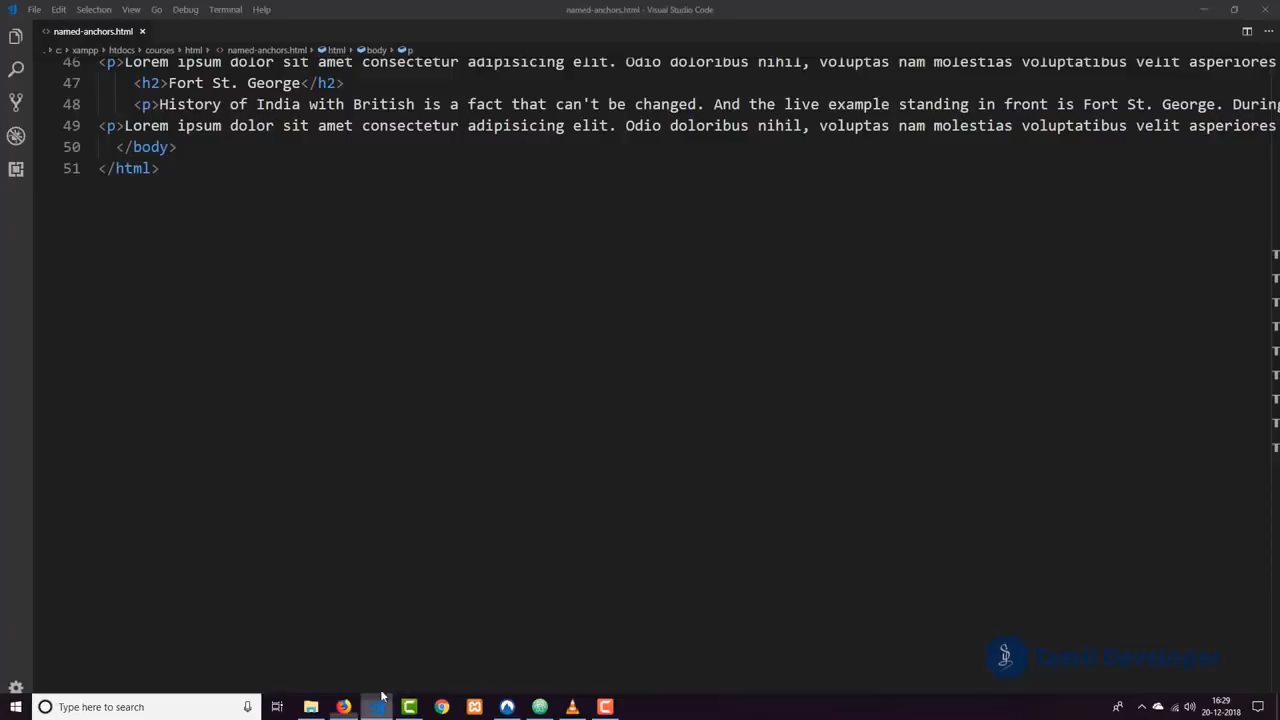 File Edit Selection View Go Debug Terminal Help
named-anchors.html - Visual Studio Code
named-anchors.html ×
c: › xampp › htdocs › courses › html › named-anchors.html › html › body › p
46 <p>Lorem ipsum dolor sit amet consectetur adipisicing elit. Odio doloribus nihil, voluptas nam molestias voluptatibus velit asperiores
47 <h2>Fort St. George</h2>
48 <p>History of India with British is a fact that can't be changed. And the live example standing in front is Fort St. George. During
49 <p>Lorem ipsum dolor sit amet consectetur adipisicing elit. Odio doloribus nihil, voluptas nam molestias voluptatibus velit asperiores
50 </body>
51 </html>
Tamil Developer
Type here to search
16:29
20-12-2018